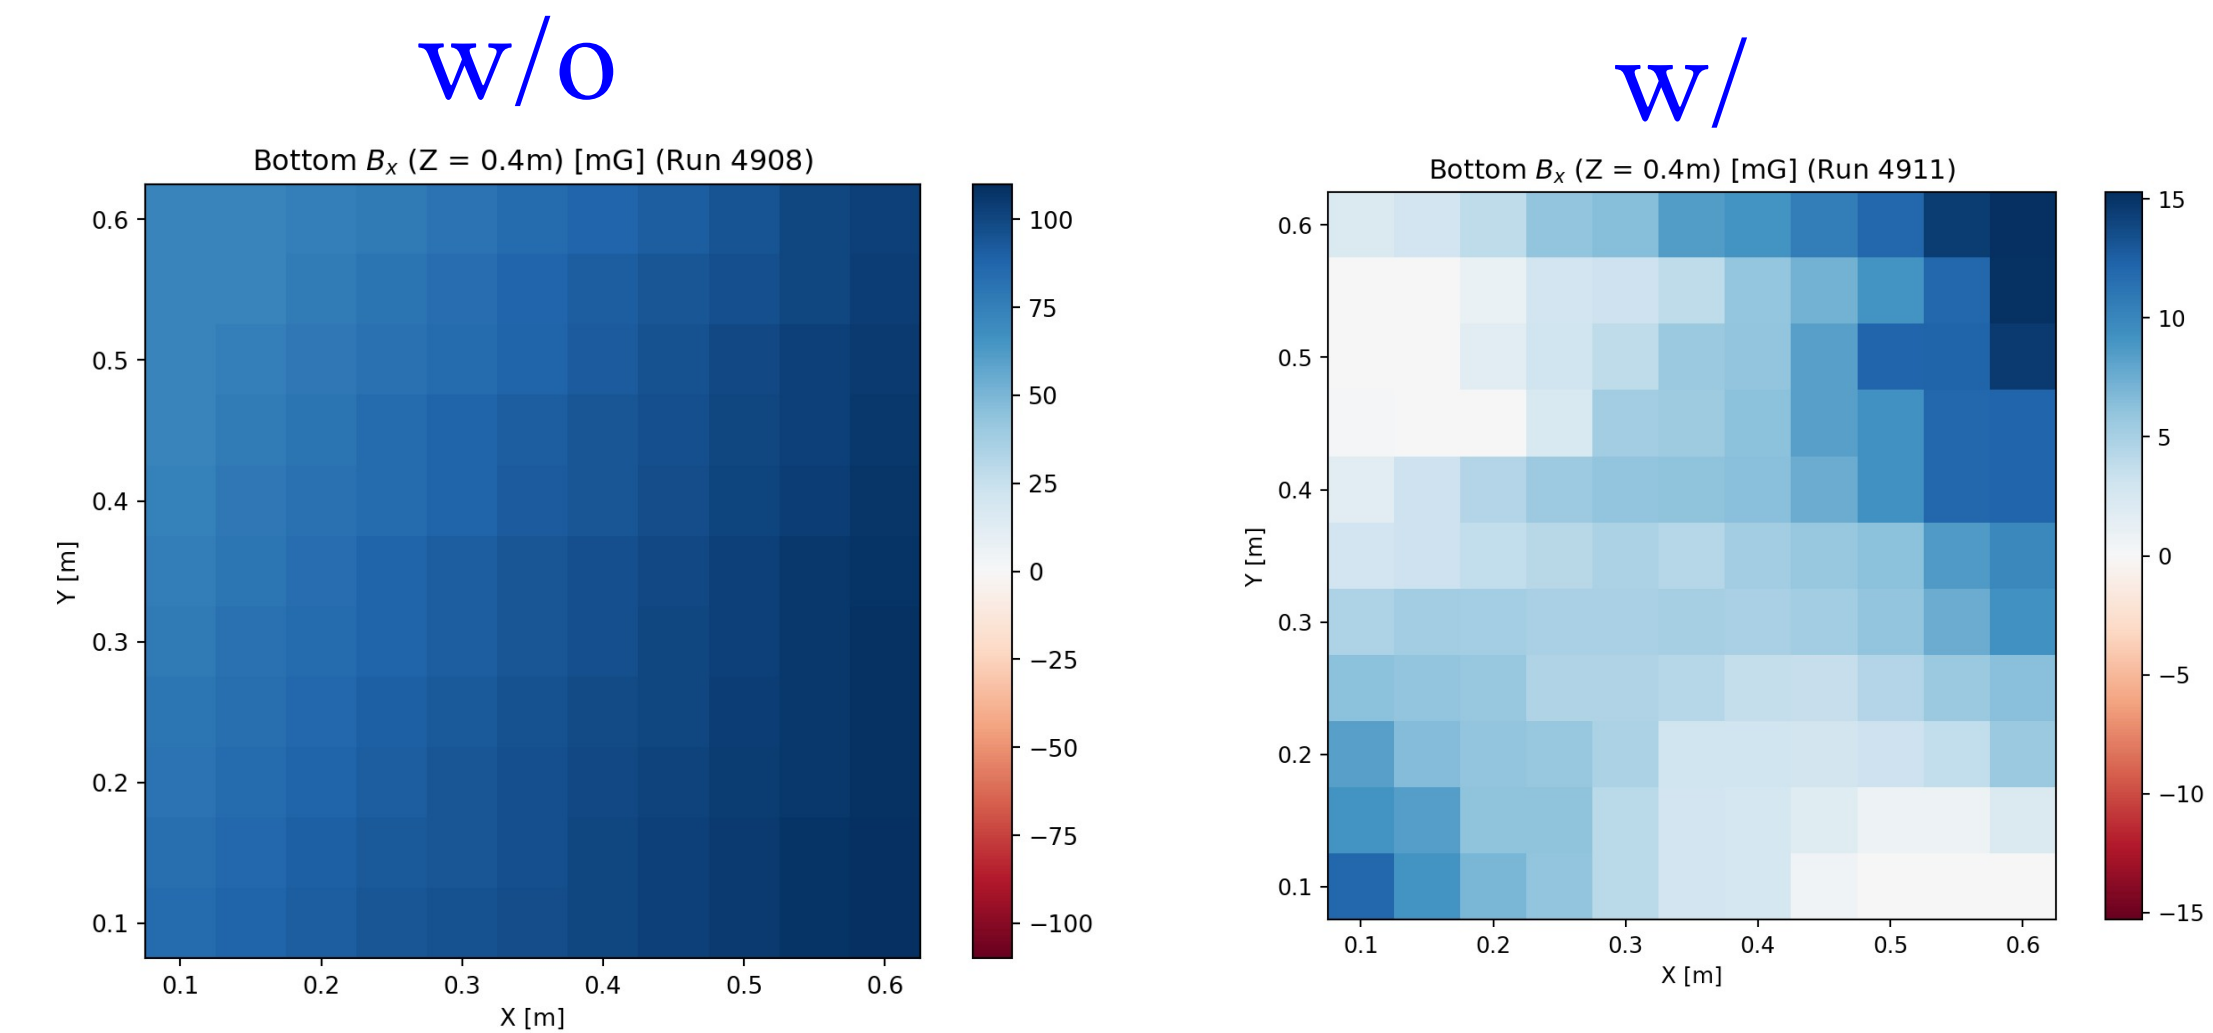 w/o
w/
Bottom Bx (Z = 0.4m) [mG] (Run 4908)
0.6
0.5
0.4
0.3
0.2
0.1
Y [m]
0.1 0.2 0.3 0.4 0.5 0.6
X [m]
100
75
50
25
0
−25
−50
−75
−100
Bottom Bx (Z = 0.4m) [mG] (Run 4911)
0.6
0.5
0.4
0.3
0.2
0.1
Y [m]
0.1 0.2 0.3 0.4 0.5 0.6
X [m]
15
10
5
0
−5
−10
−15